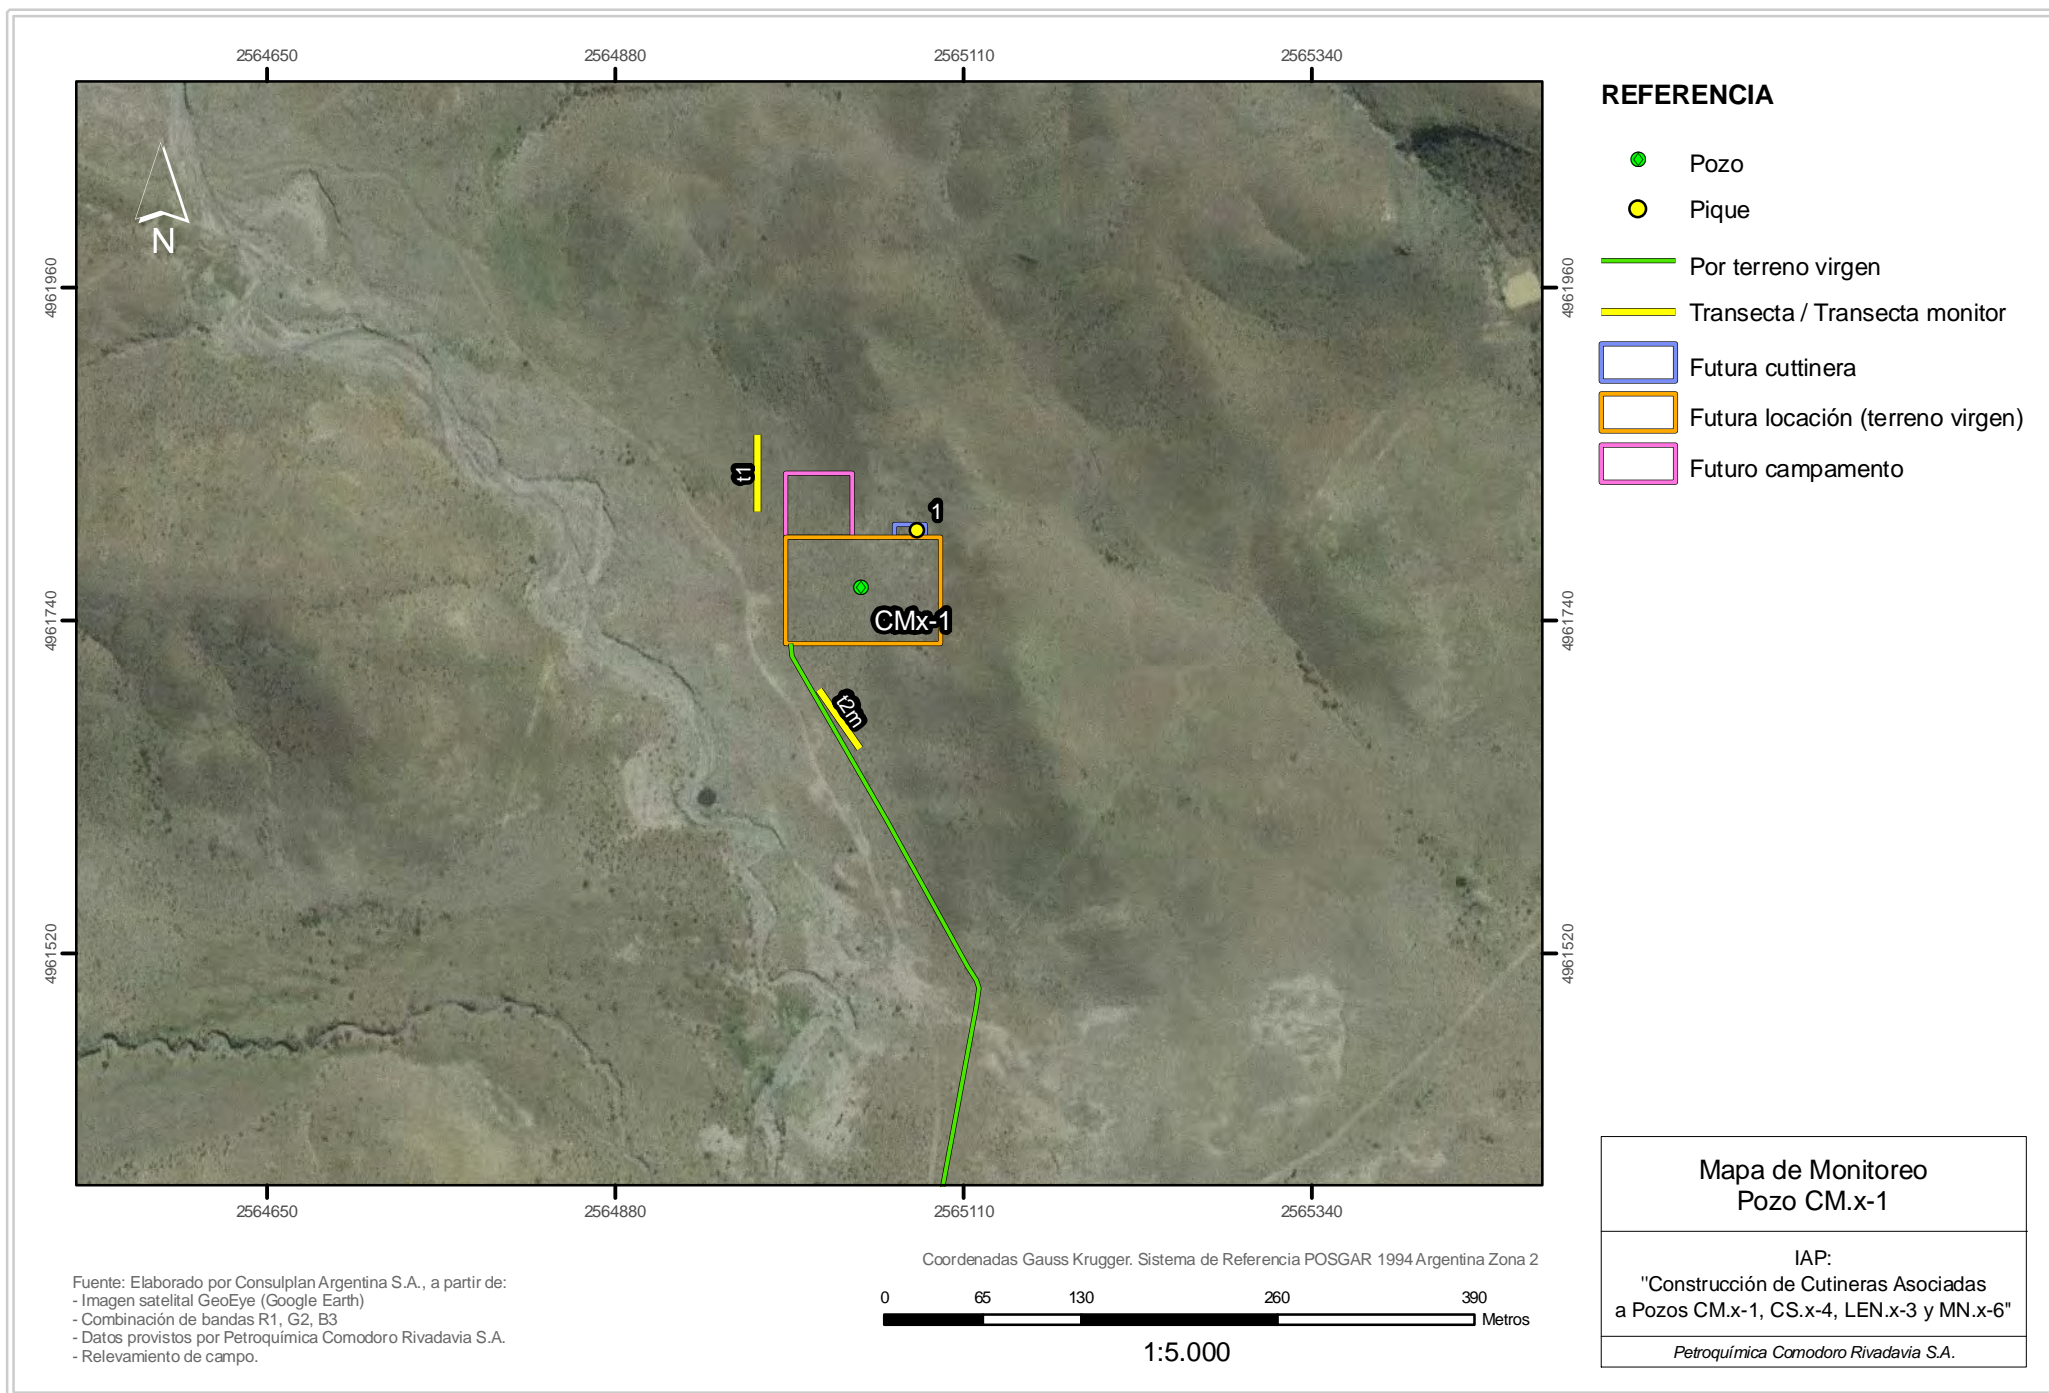 2564650 2564880 2565110 2565340
REFERENCIA
Pozo
Pique
Por terreno virgen
Transecta / Transecta monitor
Futura cuttinera
Futura locación (terreno virgen)
Futuro campamento
N
4961960 4961960
t1
1
CMx-1
4961740 4961740
t2m
4961520 4961520
2564650 2564880 2565110 2565340
Coordenadas Gauss Krugger. Sistema de Referencia POSGAR 1994 Argentina Zona 2
Fuente: Elaborado por Consulplan Argentina S.A., a partir de:
- Imagen satelital GeoEye (Google Earth)
- Combinación de bandas R1, G2, B3
- Datos provistos por Petroquímica Comodoro Rivadavia S.A.
- Relevamiento de campo.
0 65 130 260 390
Metros
1:5.000
Mapa de Monitoreo
Pozo CM.x-1
IAP:
"Construcción de Cutineras Asociadas
a Pozos CM.x-1, CS.x-4, LEN.x-3 y MN.x-6"
Petroquímica Comodoro Rivadavia S.A.